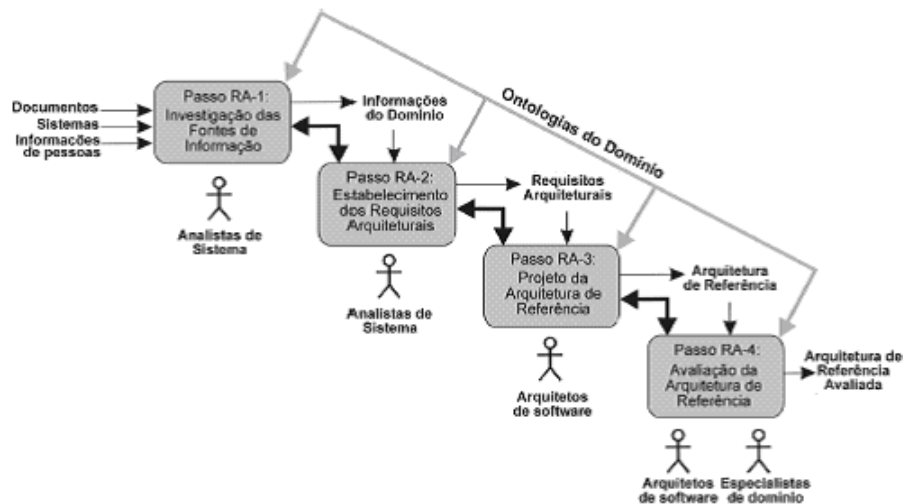 Documentos
Sistemas
Informações
de pessoas
Passo RA-1:
Investigação das
Fontes de
Informação
Analistas de
Sistema
Informações
do Domínio
Ontologias do Domínio
Passo RA-2:
Estabelecimento
dos Requisitos
Arquiteturais
Analistas de
Sistema
Requisitos
Arquiteturais
Passo RA-3:
Projeto da
Arquitetura de
Referência
Arquitetos
de software
Arquitetura
de Referência
Passo RA-4:
Avaliação da
Arquitetura de
Referência
Arquitetos
de software
Especialistas
de domínio
Arquitetura de
Referência
Avaliada